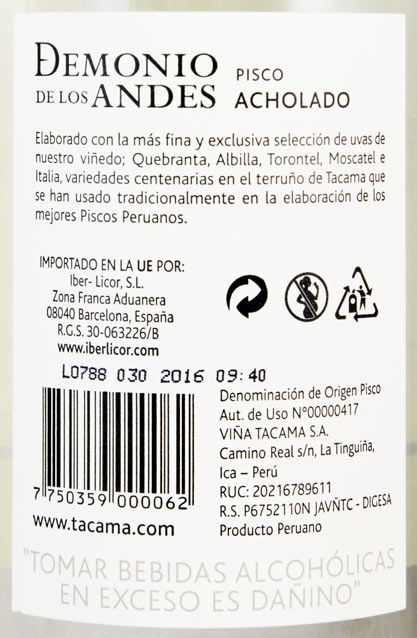 DEMONIO
DE LOS ANDES
PISCO
ACHOLADO
Elaborado con la más fina y exclusiva selección de uvas de
nuestro viñedo; Quebranta, Albilla, Torontel, Moscatel e
Italia, variedades centenarias en el terruño de Tacama que
se han usado tradicionalmente en la elaboración de los
mejores Piscos Peruanos.
IMPORTADO EN LA UE POR:
Iber- Licor, S.L.
Zona Franca Aduanera
08040 Barcelona, España
R.G.S. 30-063226/B
www.iberlicor.com
L0788 030 2016 09:40
7 750359 000062
www.tacama.com
Denominación de Origen Pisco
Aut. de Uso N°00000417
VIÑA TACAMA S.A.
Camino Real s/n, La Tinguiña,
Ica – Perú
RUC: 20216789611
R.S. P6752110N JAVÑTC - DIGESA
Producto Peruano
"TOMAR BEBIDAS ALCOHÓLICAS
EN EXCESO ES DAÑINO"